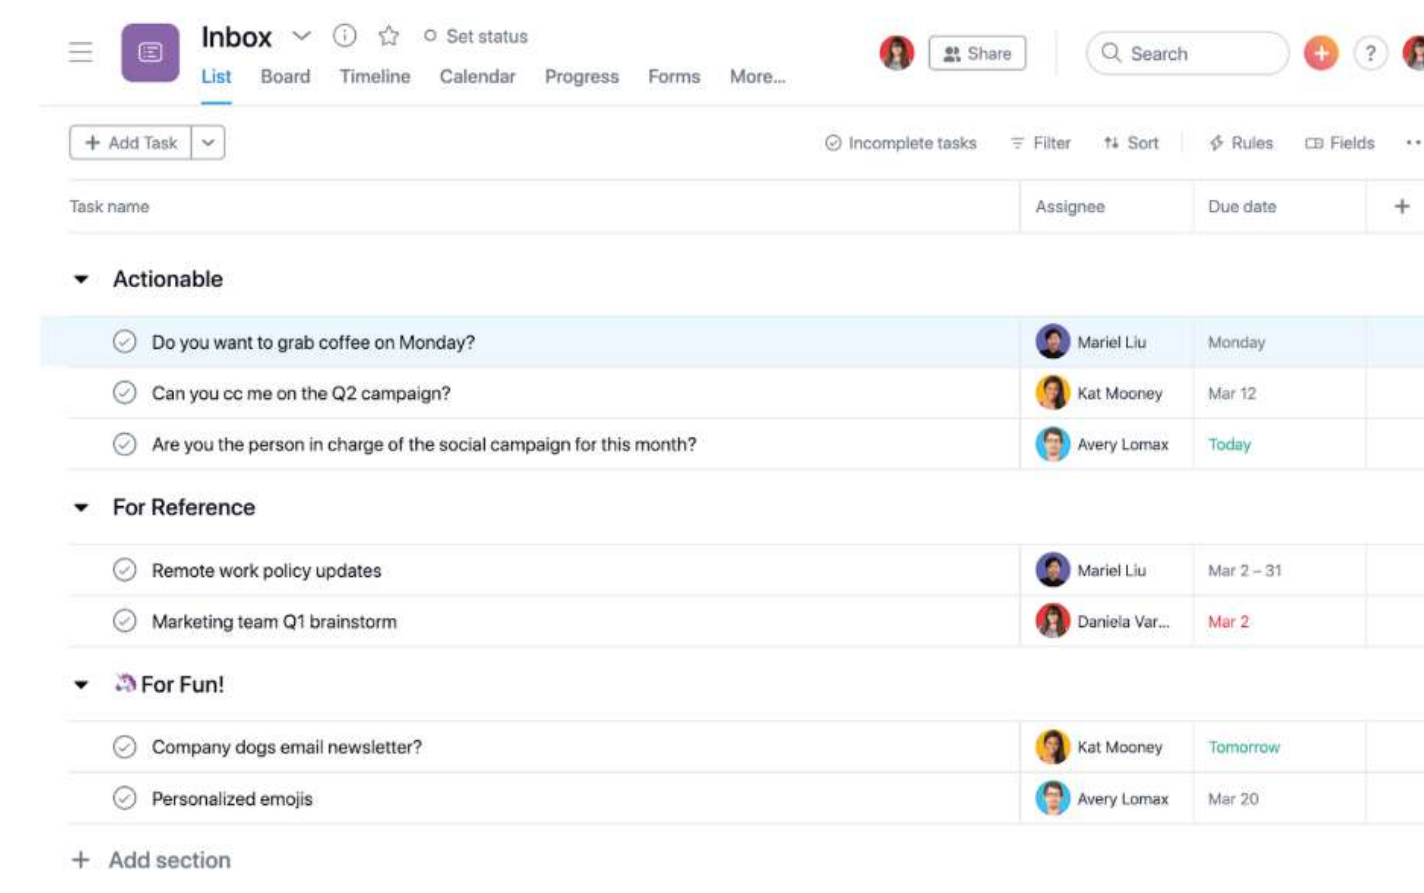 Inbox Set status
List Board Timeline Calendar Progress Forms More...
Share
Search
+ ?
+ Add Task
Incomplete tasks Filter Sort Rules Fields
Task name Assignee Due date +
Actionable
Do you want to grab coffee on Monday? Mariel Liu Monday
Can you cc me on the Q2 campaign? Kat Mooney Mar 12
Are you the person in charge of the social campaign for this month? Avery Lomax Today
For Reference
Remote work policy updates Mariel Liu Mar 2 – 31
Marketing team Q1 brainstorm Daniela Var... Mar 2
🦄 For Fun!
Company dogs email newsletter? Kat Mooney Tomorrow
Personalized emojis Avery Lomax Mar 20
+ Add section